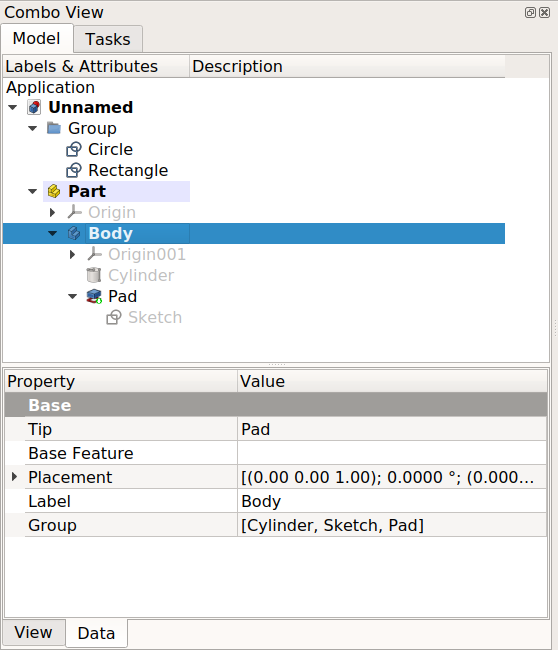 Combo View
Model Tasks
Labels & Attributes Description
Application
Unnamed
Group
Circle
Rectangle
Part
Origin
Body
Origin001
Cylinder
Pad
Sketch
Property Value
Base
Tip Pad
Base Feature
Placement [(0.00 0.00 1.00); 0.0000 °; (0.000...
Label Body
Group [Cylinder, Sketch, Pad]
View Data